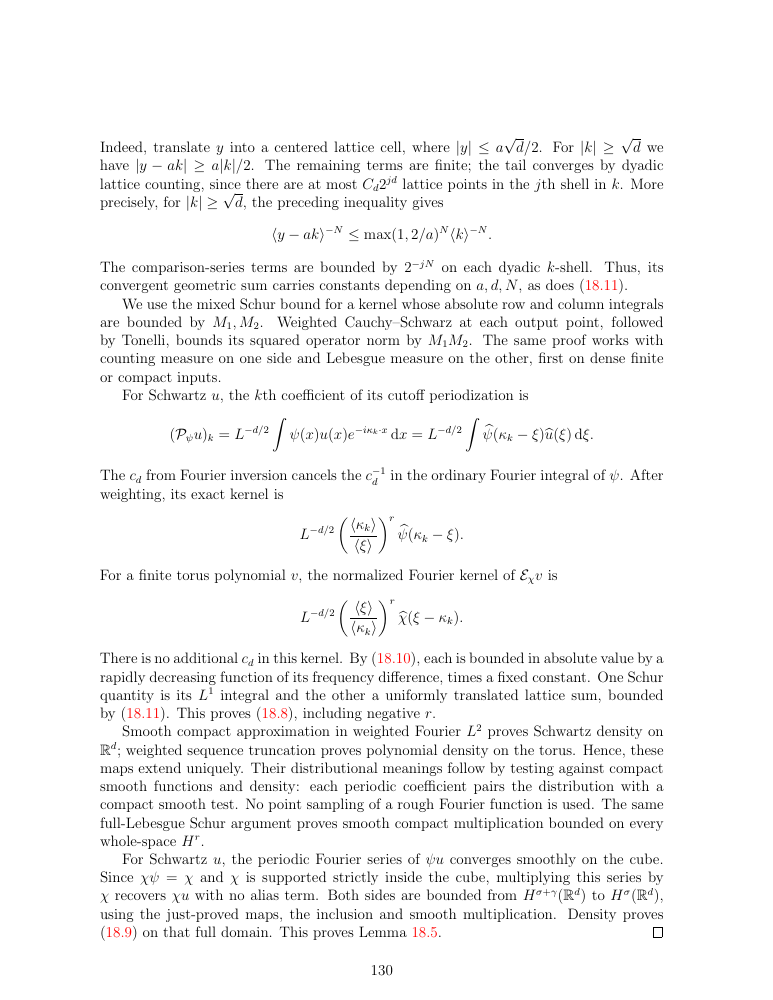 Indeed, translate y into a centered lattice cell, where |y| ≤ a√d/2. For |k| ≥ √d we
have |y − ak| ≥ a|k|/2. The remaining terms are finite; the tail converges by dyadic
lattice counting, since there are at most C_d 2^{jd} lattice points in the jth shell in k. More
precisely, for |k| ≥ √d, the preceding inequality gives
⟨y − ak⟩^{−N} ≤ max(1, 2/a)^N ⟨k⟩^{−N}.
The comparison-series terms are bounded by 2^{−jN} on each dyadic k-shell. Thus, its
convergent geometric sum carries constants depending on a, d, N, as does (18.11).
We use the mixed Schur bound for a kernel whose absolute row and column integrals
are bounded by M_1, M_2. Weighted Cauchy–Schwarz at each output point, followed
by Tonelli, bounds its squared operator norm by M_1M_2. The same proof works with
counting measure on one side and Lebesgue measure on the other, first on dense finite
or compact inputs.
For Schwartz u, the kth coefficient of its cutoff periodization is
(𝒫_ψ u)_k = L^{−d/2} ∫ ψ(x)u(x)e^{−iκ_k·x} dx = L^{−d/2} ∫ ψ̂(κ_k − ξ)û(ξ) dξ.
The c_d from Fourier inversion cancels the c_d^{−1} in the ordinary Fourier integral of ψ. After
weighting, its exact kernel is
L^{−d/2} (⟨κ_k⟩/⟨ξ⟩)^r ψ̂(κ_k − ξ).
For a finite torus polynomial v, the normalized Fourier kernel of ℰ_χ v is
L^{−d/2} (⟨ξ⟩/⟨κ_k⟩)^r χ̂(ξ − κ_k).
There is no additional c_d in this kernel. By (18.10), each is bounded in absolute value by a
rapidly decreasing function of its frequency difference, times a fixed constant. One Schur
quantity is its L^1 integral and the other a uniformly translated lattice sum, bounded
by (18.11). This proves (18.8), including negative r.
Smooth compact approximation in weighted Fourier L^2 proves Schwartz density on
ℝ^d; weighted sequence truncation proves polynomial density on the torus. Hence, these
maps extend uniquely. Their distributional meanings follow by testing against compact
smooth functions and density: each periodic coefficient pairs the distribution with a
compact smooth test. No point sampling of a rough Fourier function is used. The same
full-Lebesgue Schur argument proves smooth compact multiplication bounded on every
whole-space H^r.
For Schwartz u, the periodic Fourier series of ψu converges smoothly on the cube.
Since χψ = χ and χ is supported strictly inside the cube, multiplying this series by
χ recovers χu with no alias term. Both sides are bounded from H^{σ+γ}(ℝ^d) to H^σ(ℝ^d),
using the just-proved maps, the inclusion and smooth multiplication. Density proves
(18.9) on that full domain. This proves Lemma 18.5. □
130